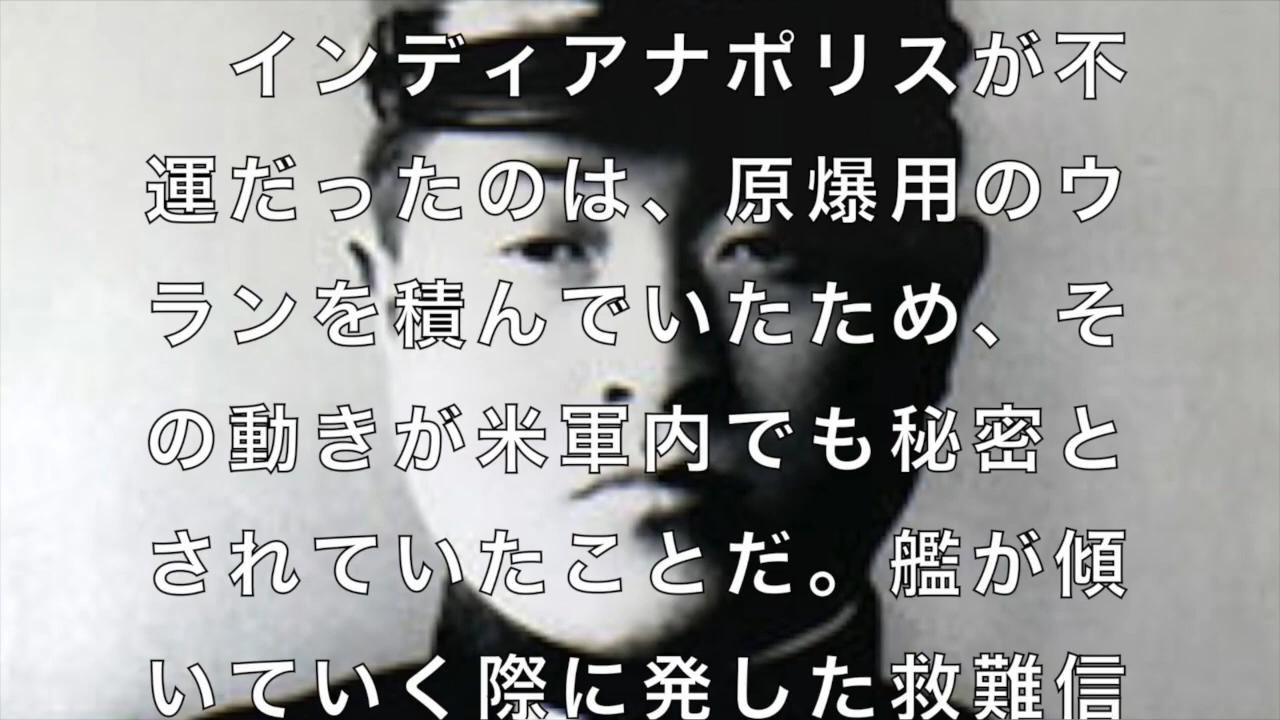 インディアナポリスが不
運だったのは、原爆用のウ
ランを積んでいたため、そ
の動きが米軍内でも秘密と
されていたことだ。艦が傾
いていく際に発した救難信